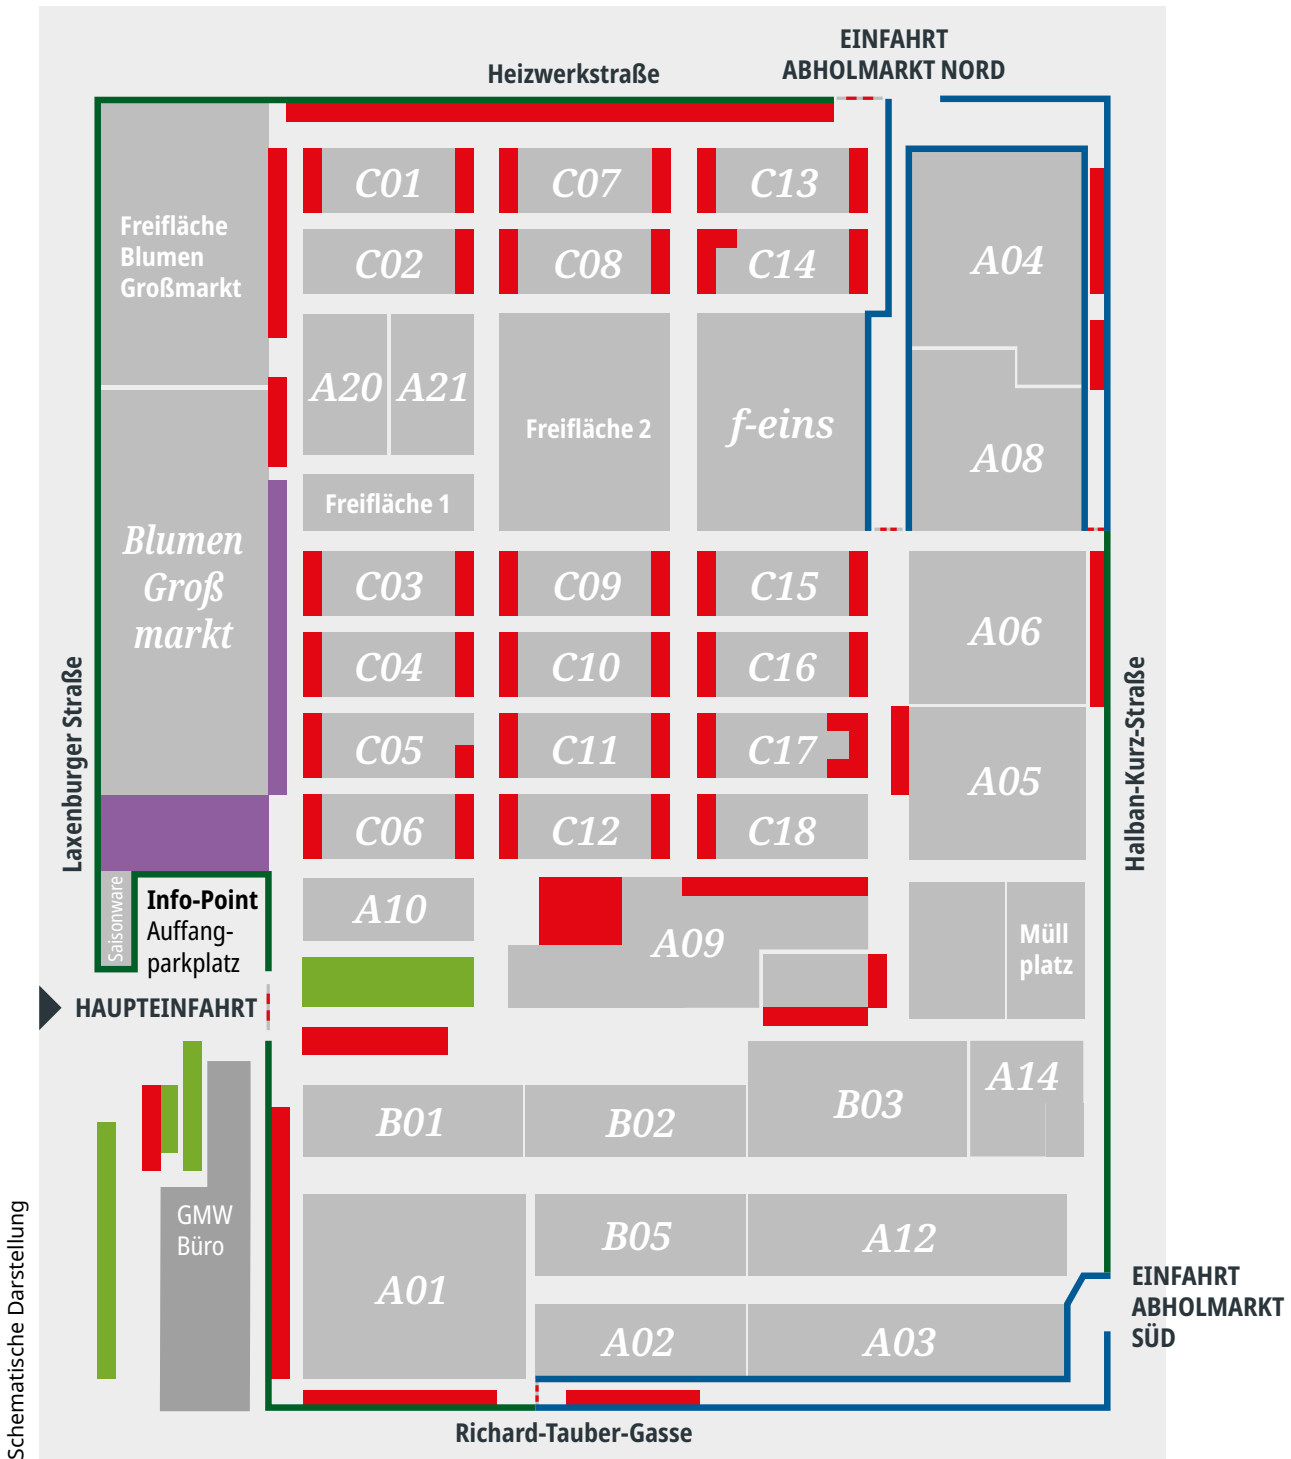 EINFAHRT
ABHOLMARKT NORD
Heizwerkstraße
C01
C07
C13
Freifläche
Blumen
Großmarkt
C02
C08
C14
A04
A20
A21
Freifläche 2
f-eins
A08
Freifläche 1
Blumen
Groß
markt
C03
C09
C15
A06
C04
C10
C16
Laxenburger Straße
Halban-Kurz-Straße
C05
C11
C17
A05
C06
C12
C18
Saisonware
Info-Point
Auffang-
parkplatz
A10
A09
Müll
platz
HAUPTEINFAHRT
B01
B02
B03
A14
GMW
Büro
B05
A12
A01
A02
A03
EINFAHRT
ABHOLMARKT
SÜD
Richard-Tauber-Gasse
Schematische Darstellung